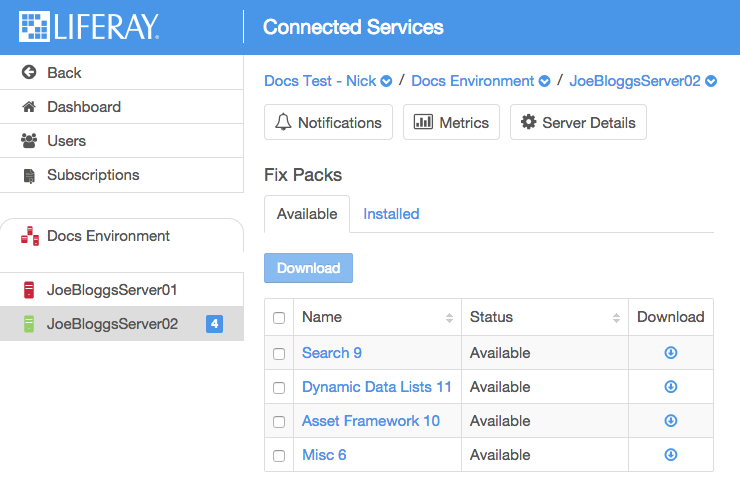 LIFERAY.
Connected Services
Back
Dashboard
Users
Subscriptions
Docs Environment
JoeBloggsServer01
JoeBloggsServer02 4
Docs Test - Nick / Docs Environment / JoeBloggsServer02
Notifications Metrics Server Details
Fix Packs
Available Installed
Download
Name Status Download
Search 9 Available
Dynamic Data Lists 11 Available
Asset Framework 10 Available
Misc 6 Available